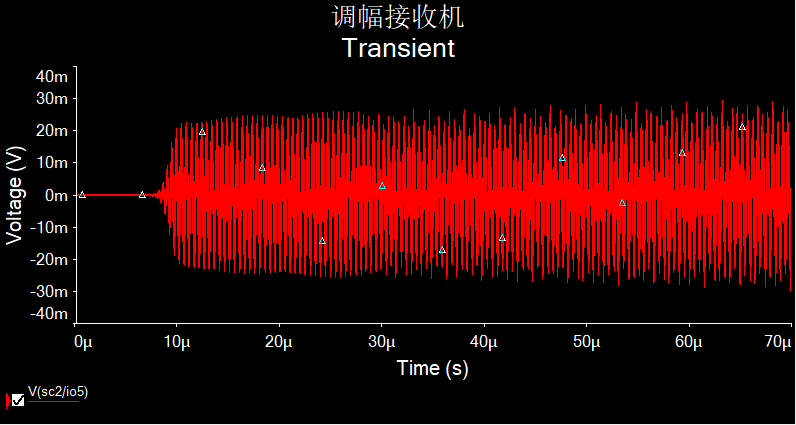 调幅接收机
Transient
Voltage (V)
40m
30m
20m
10m
0m
-10m
-20m
-30m
-40m
0μ 10μ 20μ 30μ 40μ 50μ 60μ 70μ
Time (s)
V(sc2/io5)